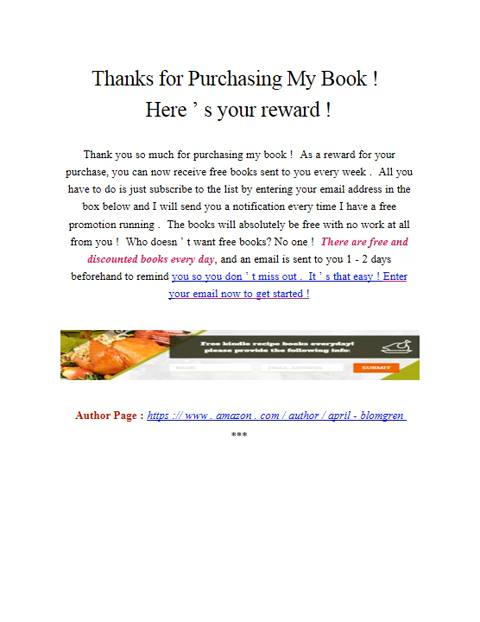 Thanks for Purchasing My Book !
Here ’ s your reward !
Thank you so much for purchasing my book !  As a reward for your
purchase, you can now receive free books sent to you every week .  All you
have to do is just subscribe to the list by entering your email address in the
box below and I will send you a notification every time I have a free
promotion running .  The books will absolutely be free with no work at all
from you !  Who doesn ’ t want free books? No one !  There are free and
discounted books every day, and an email is sent to you 1 - 2 days
beforehand to remind you so you don ’ t miss out .  It ’ s that easy ! Enter
your email now to get started !
Free kindle recipe books everyday!
please provide the following info:
NAME
EMAIL ADDRESS
SUBMIT
Author Page : https :// www . amazon . com / author / april - blomgren
***